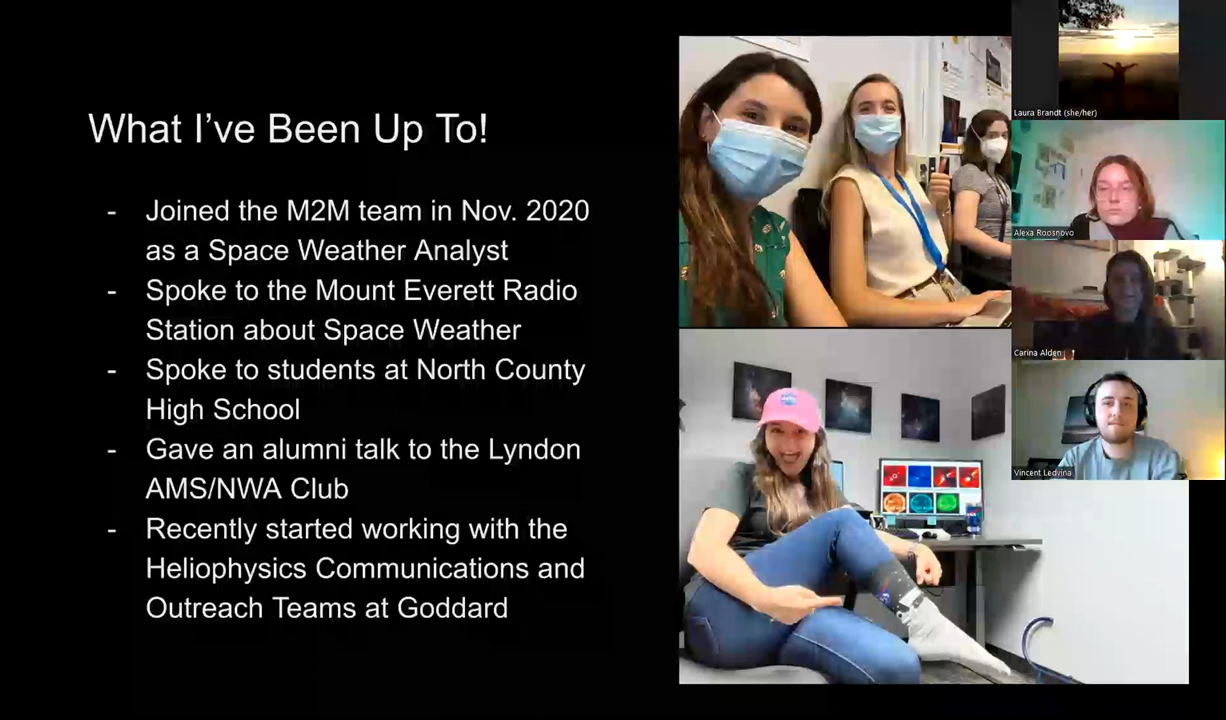 What I've Been Up To!
- Joined the M2M team in Nov. 2020
as a Space Weather Analyst
- Spoke to the Mount Everett Radio
Station about Space Weather
- Spoke to students at North County
High School
- Gave an alumni talk to the Lyndon
AMS/NWA Club
- Recently started working with the
Heliophysics Communications and
Outreach Teams at Goddard
Laura Brandt (she/her)
Alexa Roosnovo
Carina Alden
Vincent Ledvina